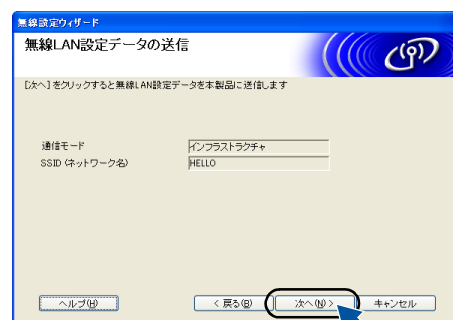 無線設定ウィザード
無線LAN設定データの送信
[次へ]をクリックすると無線LAN設定データを本製品に送信します
通信モード インフラストラクチャ
SSID (ネットワーク名) HELLO
ヘルプ(H) < 戻る(B) 次へ(N) > キャンセル